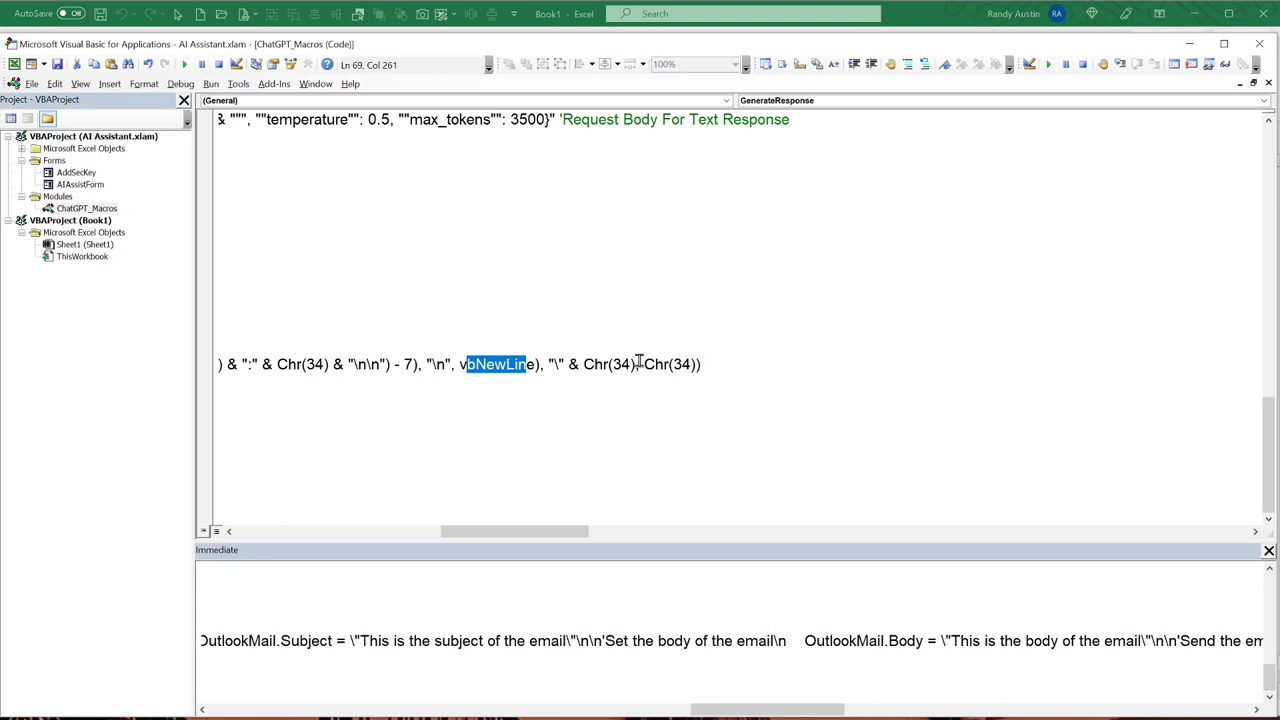 AutoSave Off Book1 - Excel Search Randy Austin RA
Microsoft Visual Basic for Applications - AI Assistant.xlam - [ChatGPT_Macros (Code)]
Ln 69, Col 261 100%
File Edit View Insert Format Debug Run Tools Add-Ins Window Help
Project - VBAProject
(General) GenerateResponse
VBAProject (AI Assistant.xlam)
Microsoft Excel Objects
Forms
AddSecKey
AIAssistForm
Modules
ChatGPT_Macros
VBAProject (Book1)
Microsoft Excel Objects
Sheet1 (Sheet1)
ThisWorkbook
& """, ""temperature"": 0.5, ""max_tokens"": 3500}" 'Request Body For Text Response
) & ":" & Chr(34) & "\n\n") - 7), "\n", vbNewLine), "\" & Chr(34), Chr(34))
Immediate
OutlookMail.Subject = \"This is the subject of the email\"\n\n'Set the body of the email\n OutlookMail.Body = \"This is the body of the email\"\n\n'Send the em